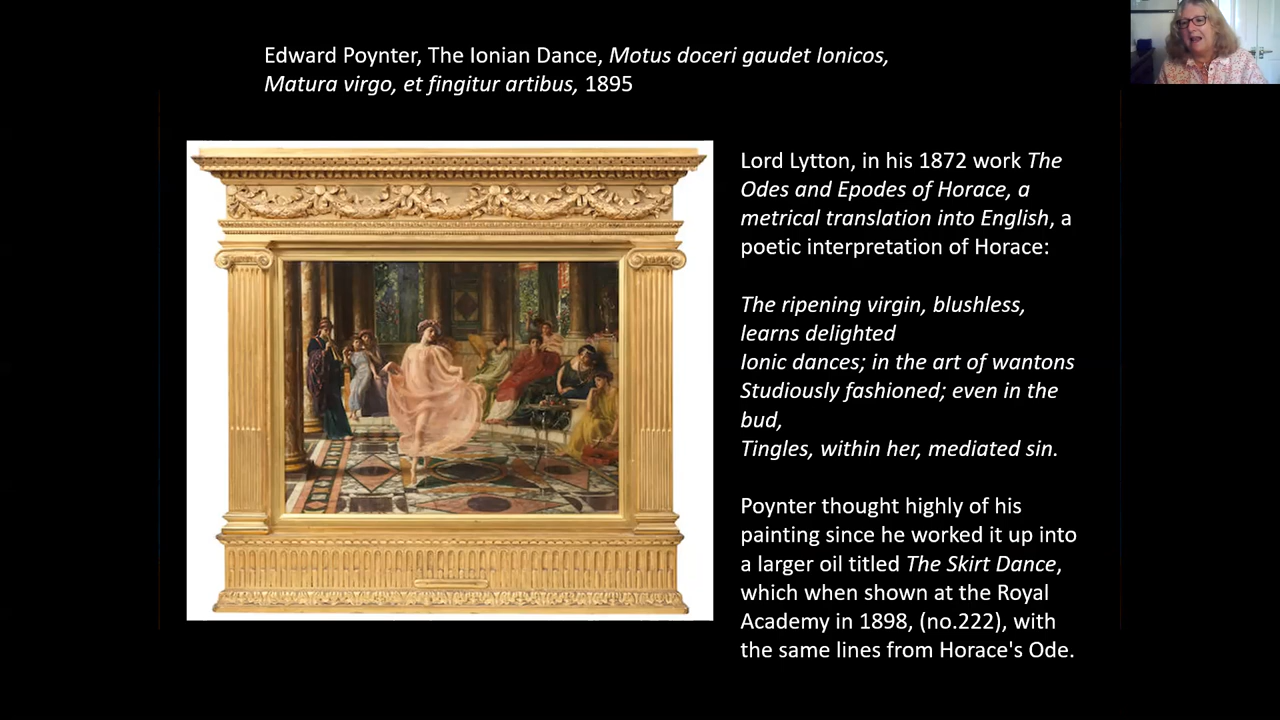 Edward Poynter, The Ionian Dance, Motus doceri gaudet Ionicos,
Matura virgo, et fingitur artibus, 1895
Lord Lytton, in his 1872 work The
Odes and Epodes of Horace, a
metrical translation into English, a
poetic interpretation of Horace:
The ripening virgin, blushless,
learns delighted
Ionic dances; in the art of wantons
Studiously fashioned; even in the
bud,
Tingles, within her, mediated sin.
Poynter thought highly of his
painting since he worked it up into
a larger oil titled The Skirt Dance,
which when shown at the Royal
Academy in 1898, (no.222), with
the same lines from Horace's Ode.